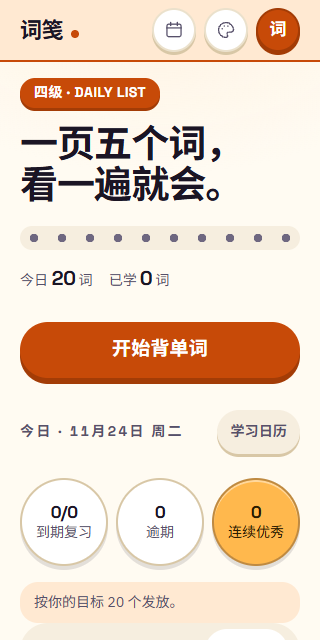 词笺
词
四级 · DAILY LIST
一页五个词，
看一遍就会。
今日 20 词 已学 0 词
开始背单词
今日 · 11月24日 周二
学习日历
0/0
到期复习
0
逾期
0
连续优秀
按你的目标 20 个发放。